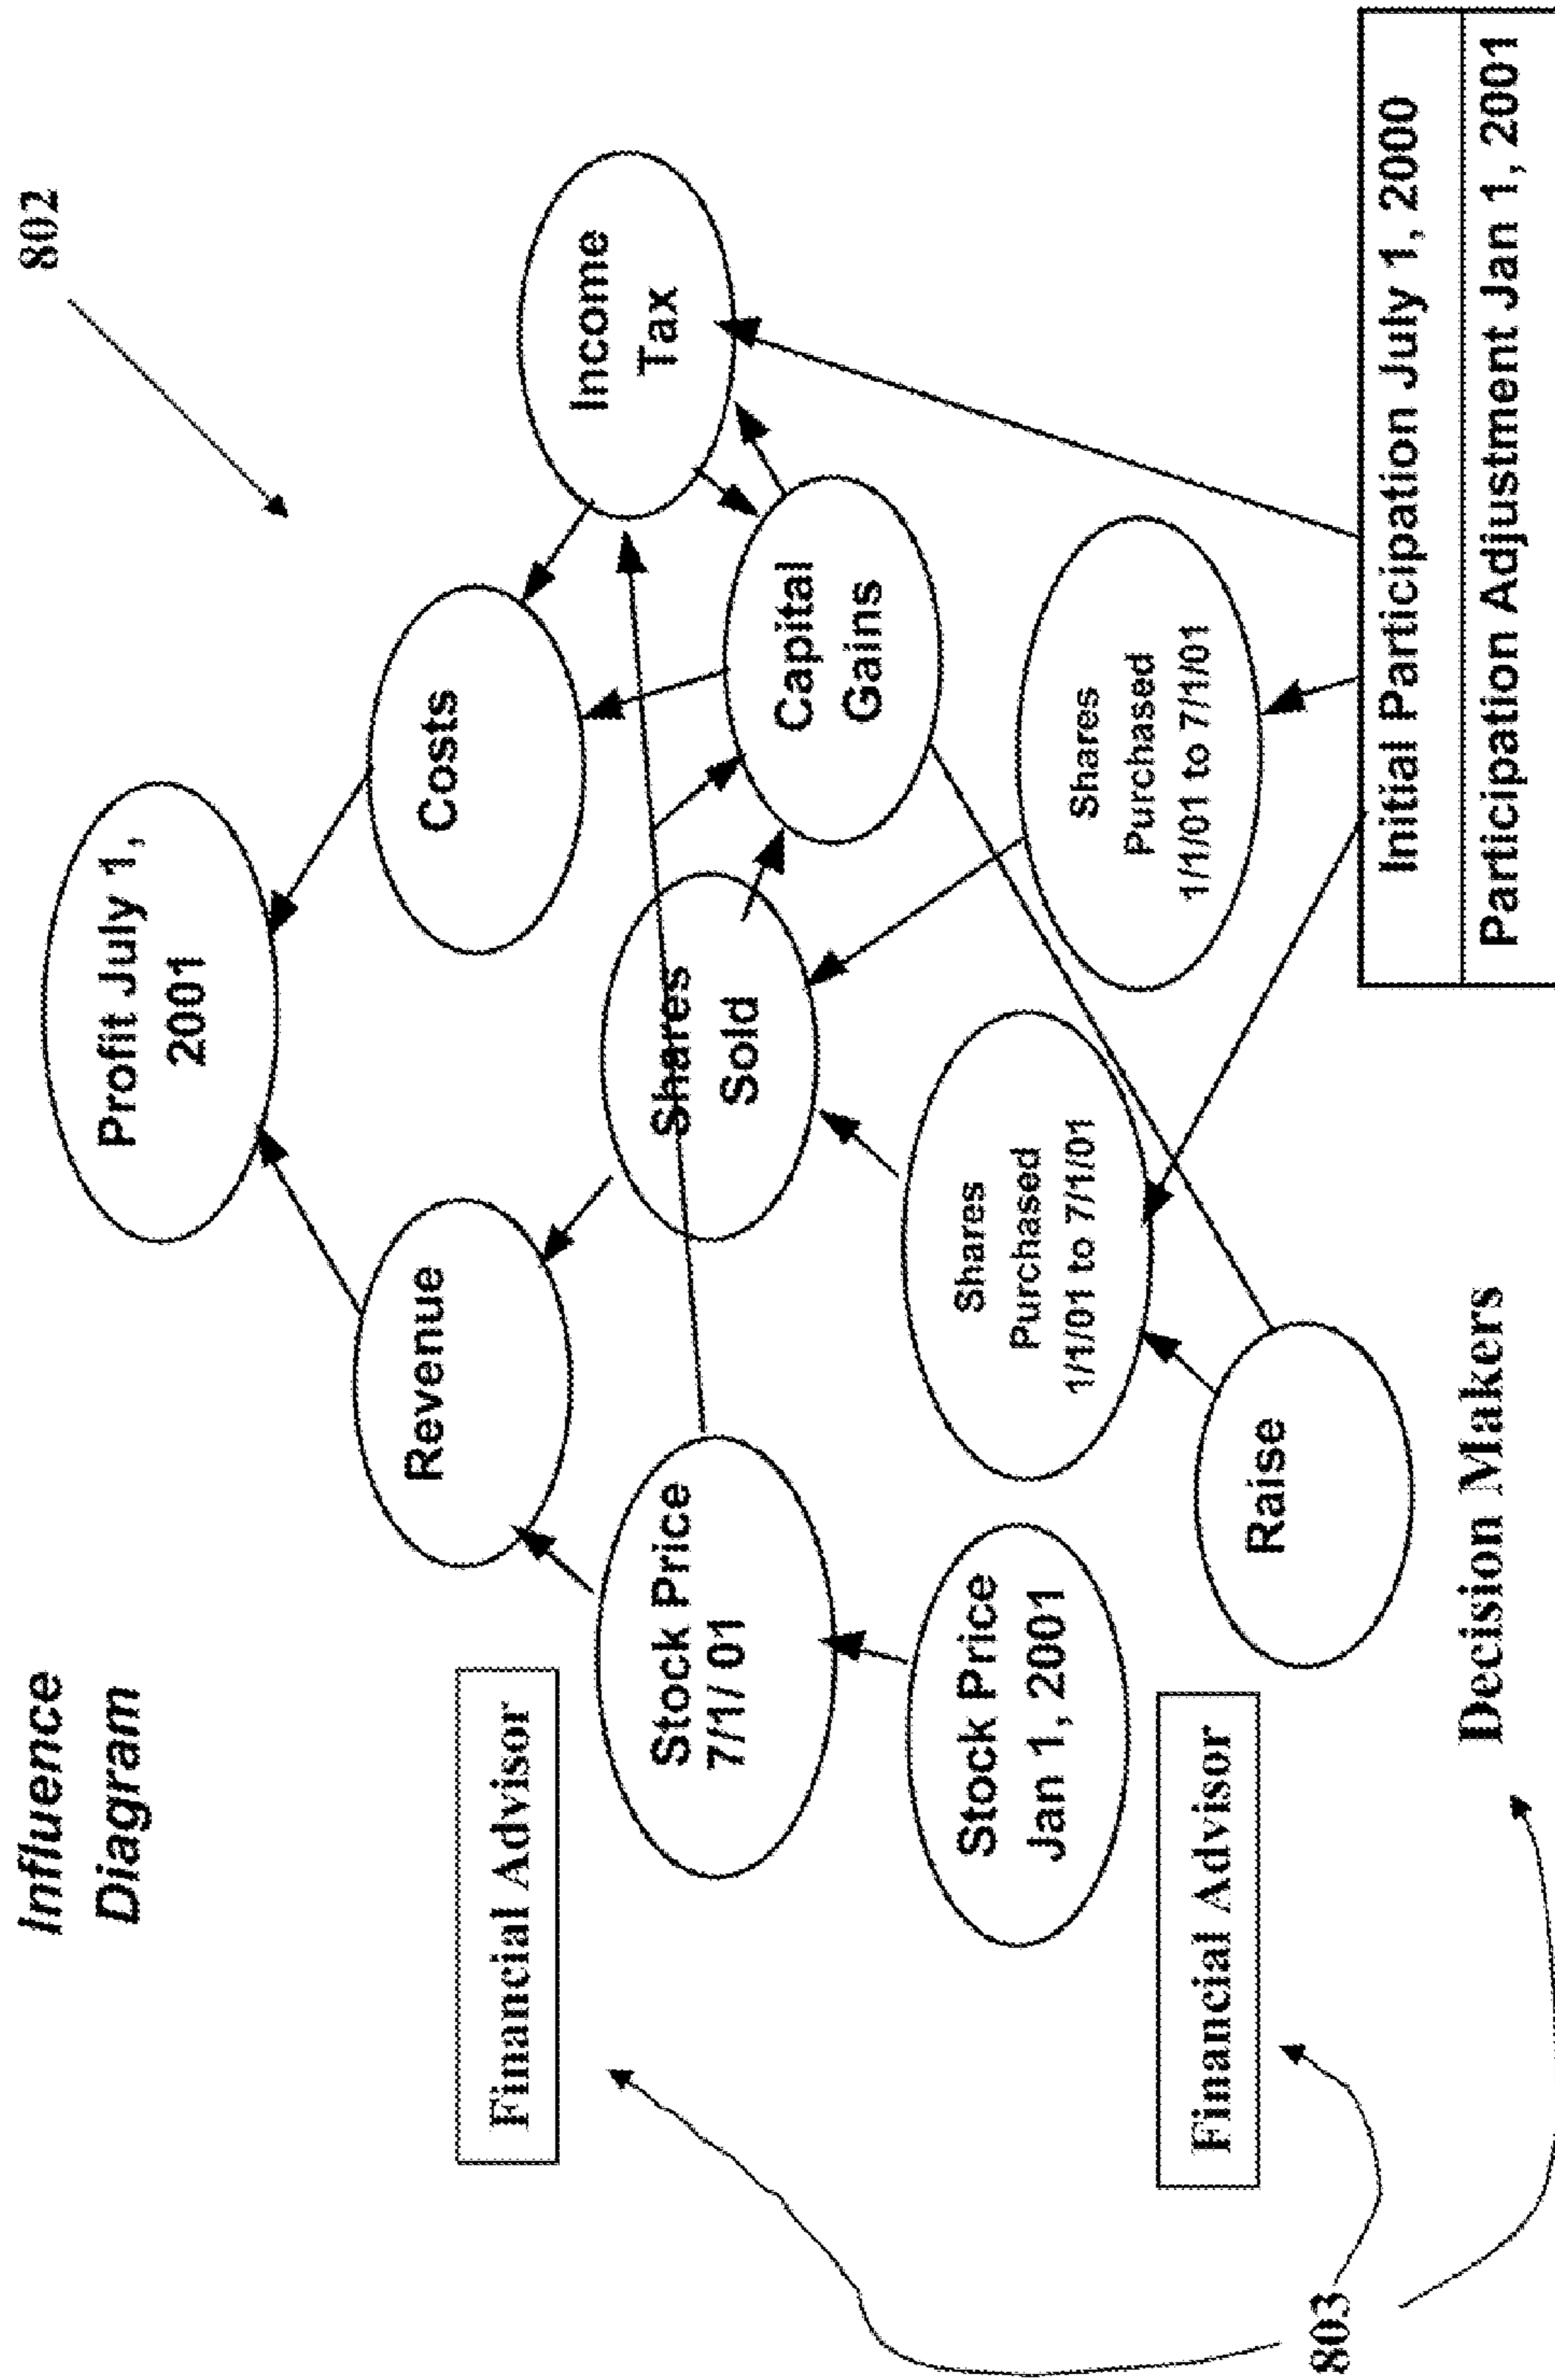 Influence
Diagram
802
Profit July 1,
2001
Revenue
Costs
Financial Advisor
Stock Price
7/1/ 01
Shares
Sold
Income
Tax
Capital
Gains
Stock Price
Jan 1, 2001
Shares
Purchased
1/1/01 to 7/1/01
Shares
Purchased
1/1/01 to 7/1/01
Financial Advisor
Raise
803
Decision Makers
Initial Participation July 1, 2000
Participation Adjustment Jan 1, 2001